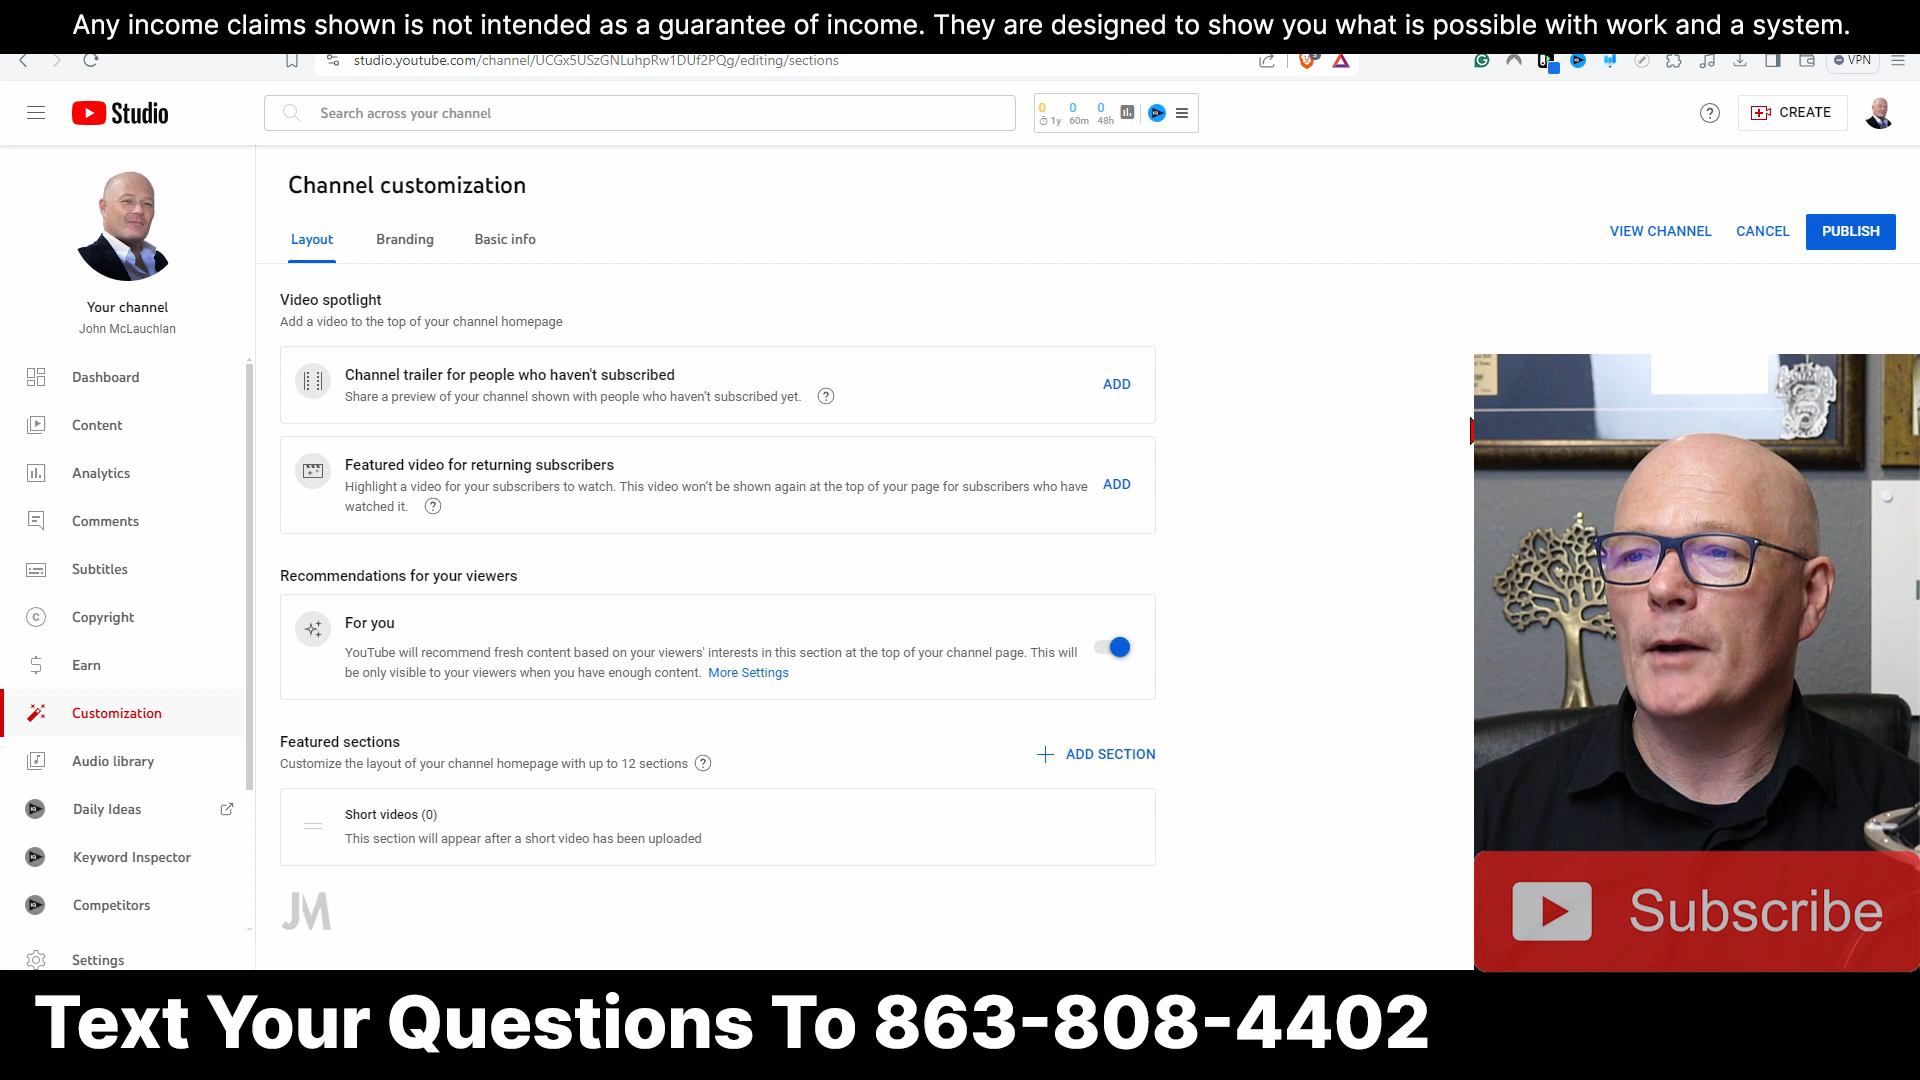 Any income claims shown is not intended as a guarantee of income. They are designed to show you what is possible with work and a system.
studio.youtube.com/channel/UCGx5USzGNLuhpRw1DUf2PQg/editing/sections
VPN
Studio
Search across your channel
0 0 0
1y 60m 48h
CREATE
Channel customization
Layout
Branding
Basic info
VIEW CHANNEL
CANCEL
PUBLISH
Your channel
John McLauchlan
Dashboard
Content
Analytics
Comments
Subtitles
Copyright
Earn
Customization
Audio library
Daily Ideas
Keyword Inspector
Competitors
Settings
Video spotlight
Add a video to the top of your channel homepage
Channel trailer for people who haven't subscribed
Share a preview of your channel shown with people who haven't subscribed yet.
ADD
Featured video for returning subscribers
Highlight a video for your subscribers to watch. This video won't be shown again at the top of your page for subscribers who have
watched it.
ADD
Recommendations for your viewers
For you
YouTube will recommend fresh content based on your viewers' interests in this section at the top of your channel page. This will
be only visible to your viewers when you have enough content. More Settings
Featured sections
Customize the layout of your channel homepage with up to 12 sections
ADD SECTION
Short videos (0)
This section will appear after a short video has been uploaded
JM
Subscribe
Text Your Questions To 863-808-4402